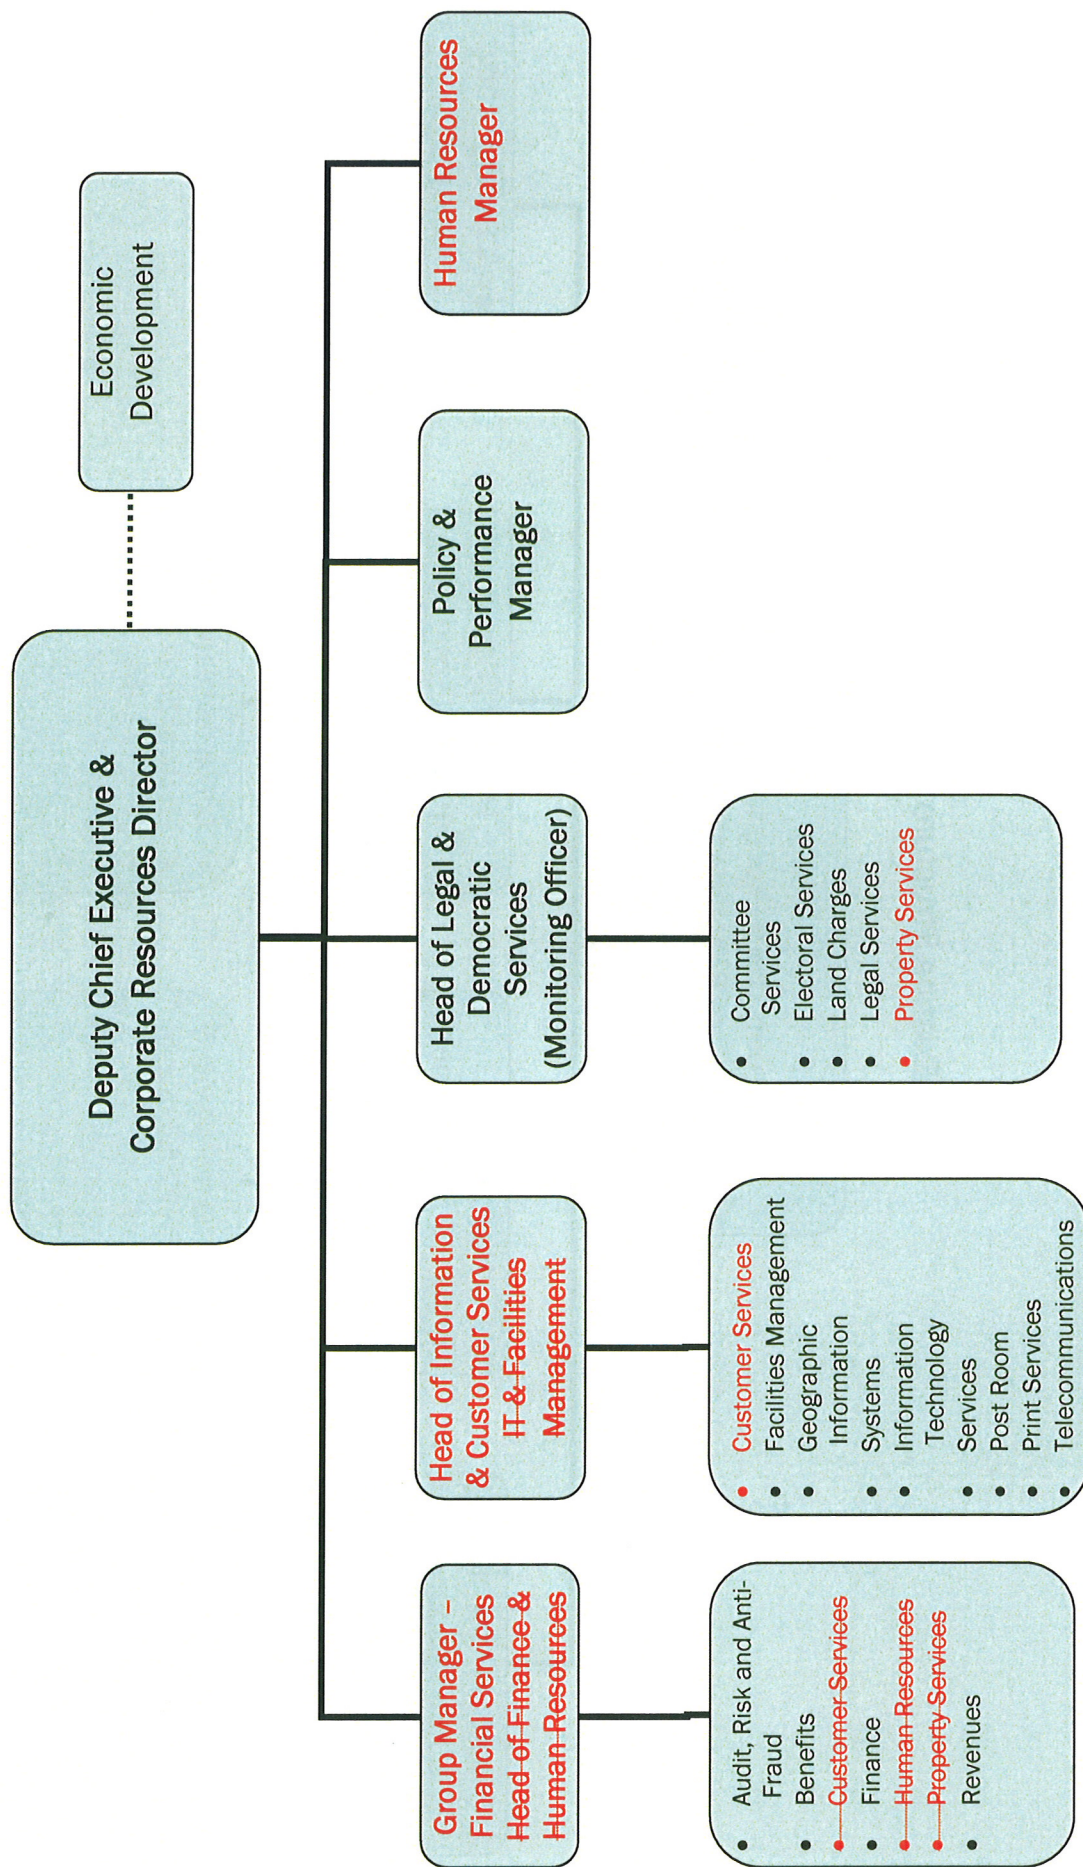 Deputy Chief Executive &
Corporate Resources Director
Economic
Development
Group Manager –
Financial Services
Head of Finance &
Human Resources
Head of Information
& Customer Services
IT & Facilities
Management
Head of Legal &
Democratic
Services
(Monitoring Officer)
Policy &
Performance
Manager
Human Resources
Manager
• Audit, Risk and Anti-
Fraud
• Benefits
• Customer Services
• Finance
• Human Resources
• Property Services
• Revenues
• Customer Services
• Facilities Management
• Geographic
Information
• Systems
• Information
Technology
• Services
• Post Room
• Print Services
• Telecommunications
• Committee
Services
• Electoral Services
• Land Charges
• Legal Services
• Property Services